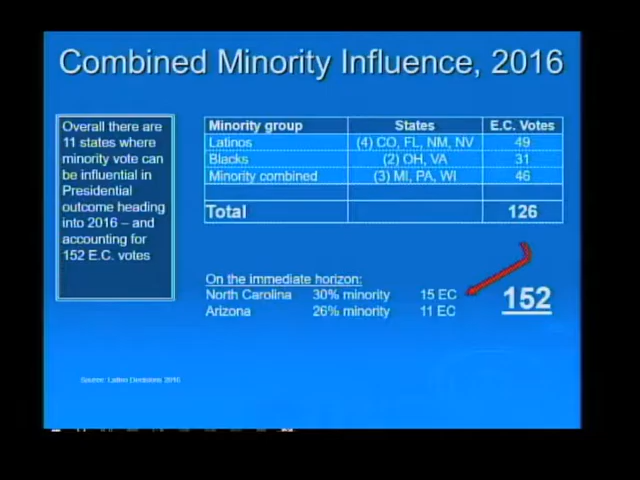 Combined Minority Influence, 2016
Overall there are
11 states where
minority vote can
be influential in
Presidential
outcome heading
into 2016 – and
accounting for
152 E.C. votes
Minority group States E.C. Votes
Latinos (4) CO, FL, NM, NV 49
Blacks (2) OH, VA 31
Minority combined (3) MI, PA, WI 46
Total 126
On the immediate horizon:
North Carolina 30% minority 15 EC
Arizona 26% minority 11 EC
152
Source: Latino Decisions 2016